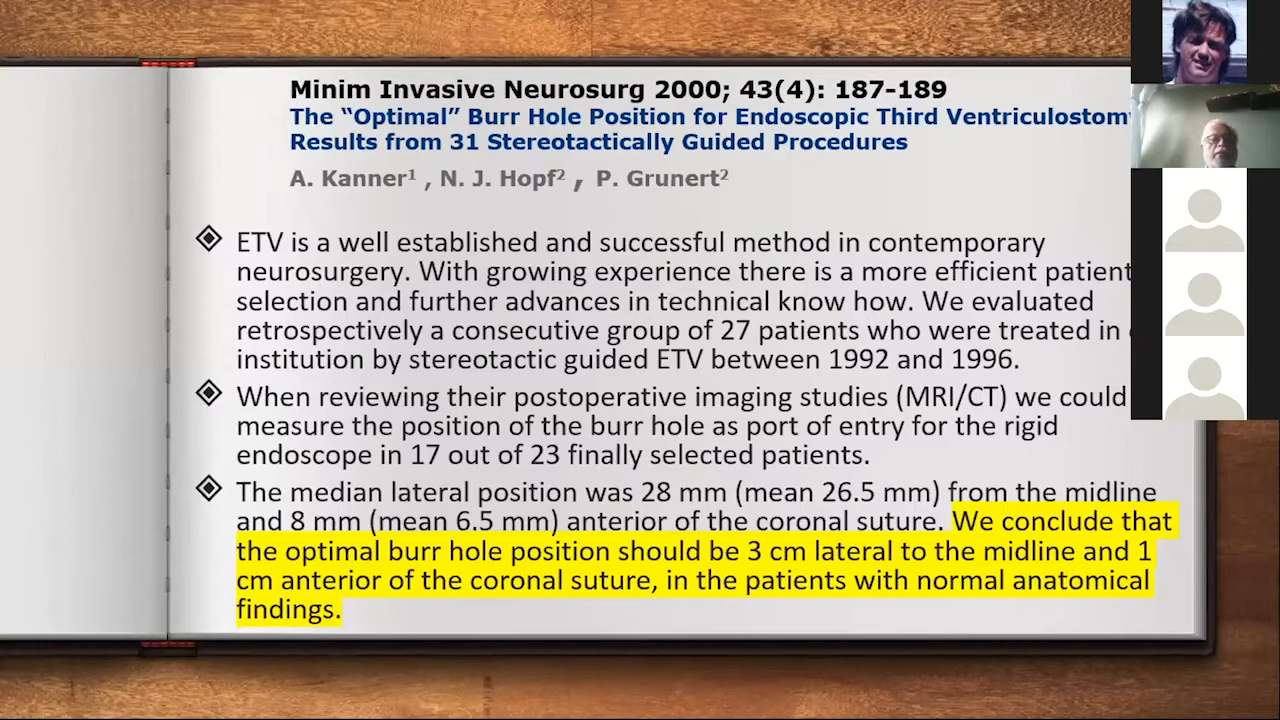 Minim Invasive Neurosurg 2000; 43(4): 187-189
The “Optimal” Burr Hole Position for Endoscopic Third
Results from 31 Stereotactically Guided Procedures
A. Kanner¹ , N. J. Hopf² , P. Grunert²
ETV is a well established and successful method in contemporary
neurosurgery. With growing experience there is a more efficient patient
selection and further advances in technical know how. We evaluated
retrospectively a consecutive group of 27 patients who were treated in
institution by stereotactic guided ETV between 1992 and 1996.
When reviewing their postoperative imaging studies (MRI/CT) we could
measure the position of the burr hole as port of entry for the rigid
endoscope in 17 out of 23 finally selected patients.
The median lateral position was 28 mm (mean 26.5 mm) from the midline
and 8 mm (mean 6.5 mm) anterior of the coronal suture. We conclude that
the optimal burr hole position should be 3 cm lateral to the midline and 1
cm anterior of the coronal suture, in the patients with normal anatomical
findings.